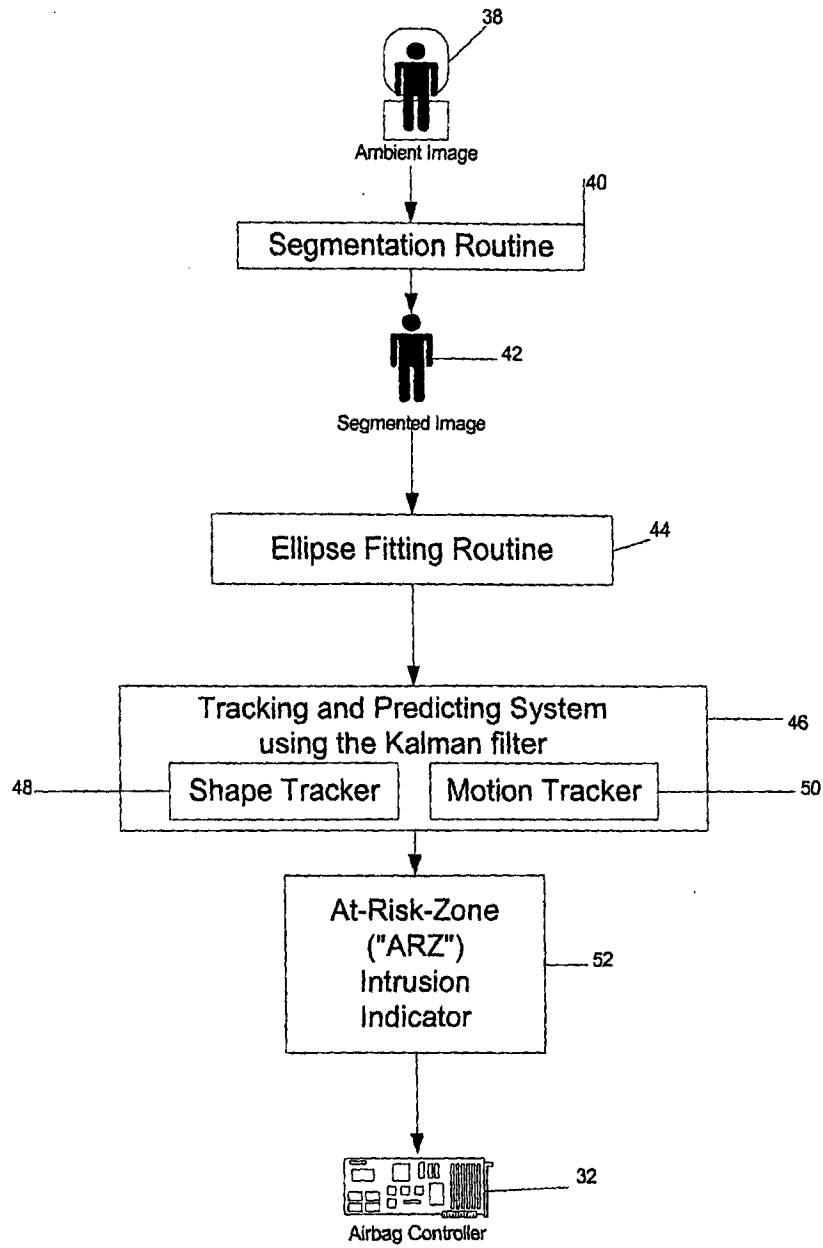 38
Ambient Image
40
Segmentation Routine
42
Segmented Image
44
Ellipse Fitting Routine
Tracking and Predicting System
using the Kalman filter
46
48
Shape Tracker
Motion Tracker
50
At-Risk-Zone
("ARZ")
Intrusion
Indicator
52
32
Airbag Controller